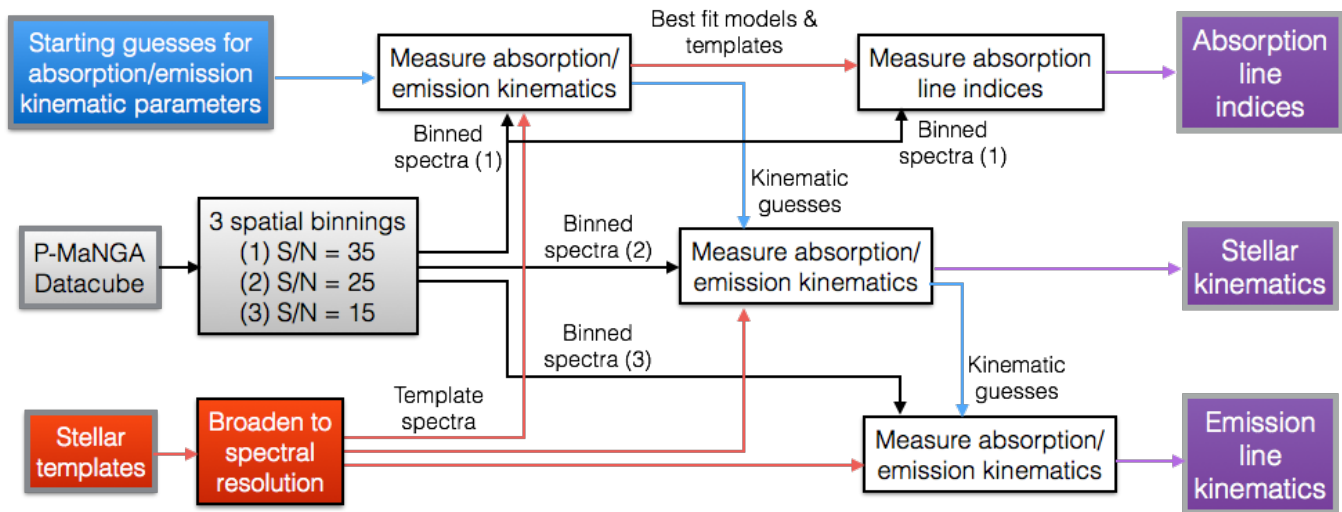 Starting guesses for
absorption/emission
kinematic parameters
Measure absorption/
emission kinematics
Best fit models &
templates
Measure absorption
line indices
Absorption
line
indices
Binned
spectra (1)
Binned
spectra (1)
Kinematic
guesses
P-MaNGA
Datacube
3 spatial binnings
(1) S/N = 35
(2) S/N = 25
(3) S/N = 15
Binned
spectra (2)
Measure absorption/
emission kinematics
Stellar
kinematics
Binned
spectra (3)
Kinematic
guesses
Stellar
templates
Broaden to
spectral
resolution
Template
spectra
Measure absorption/
emission kinematics
Emission
line
kinematics